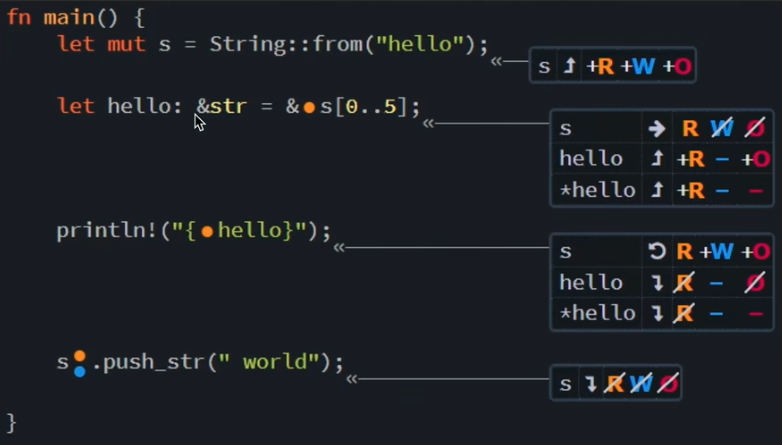 fn main() {
let mut s = String::from("hello");
« s ↥ +R +W +O
let hello: &str = &s[0..5];
« s → R W O
hello ↥ +R - +O
*hello ↥ +R - -
println!("{hello}");
« s ↻ R +W +O
hello ↧ R - O
*hello ↧ R - -
s.push_str(" world");
« s ↧ R W O
}